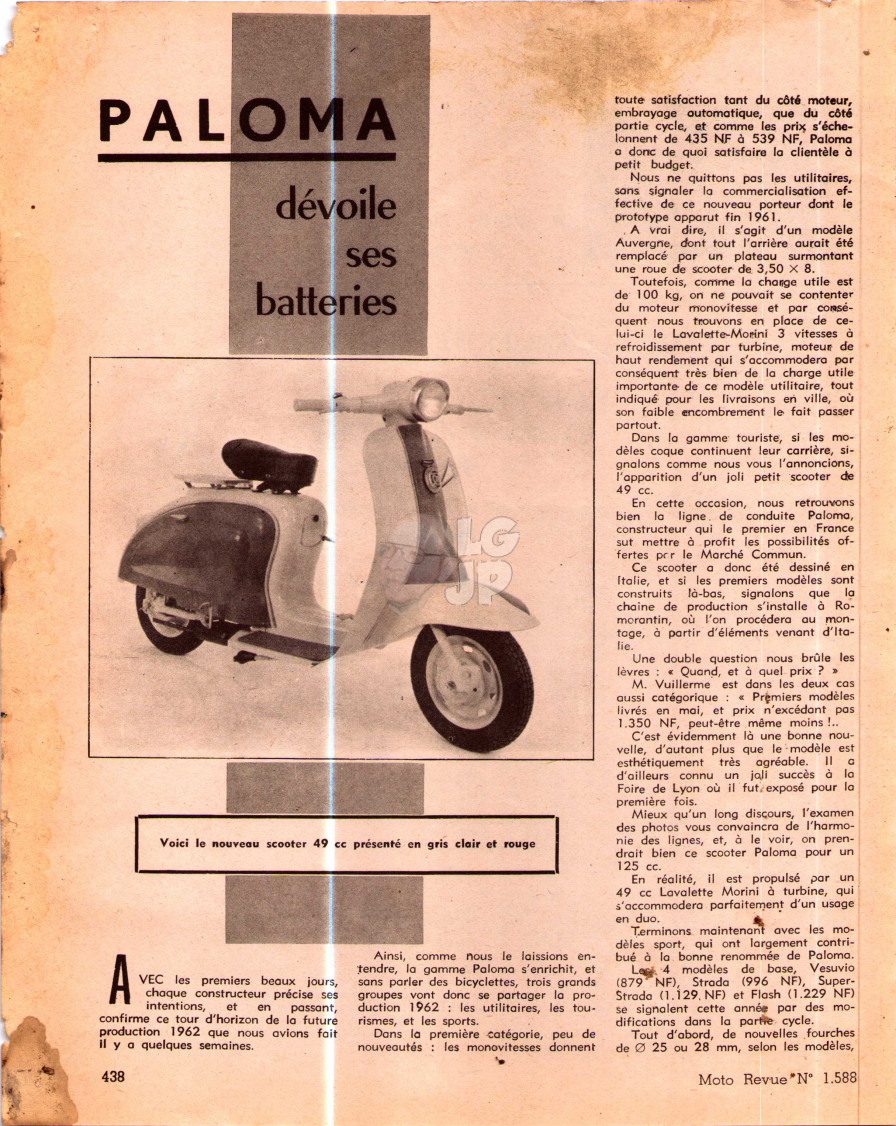 PALOMA
dévoile
ses
batteries
LG
JP
Voici le nouveau scooter 49 cc présenté en gris clair et rouge
AVEC les premiers beaux jours,
chaque constructeur précise ses
intentions, et en passant,
confirme ce tour d'horizon de la future
production 1962 que nous avions fait
il y a quelques semaines.
Ainsi, comme nous le laissions en-
tendre, la gamme Paloma s'enrichit, et
sans parler des bicyclettes, trois grands
groupes vont donc se partager la pro-
duction 1962 : les utilitaires, les tou-
rismes, et les sports.
Dans la première catégorie, peu de
nouveautés : les monovitesses donnent
toute satisfaction tant du côté moteur,
embrayage automatique, que du côté
partie cycle, et comme les prix s'éche-
lonnent de 435 NF à 539 NF, Paloma
a donc de quoi satisfaire la clientèle à
petit budget.
Nous ne quittons pas les utilitaires,
sans signaler la commercialisation ef-
fective de ce nouveau porteur dont le
prototype apparut fin 1961.
A vrai dire, il s'agit d'un modèle
Auvergne, dont tout l'arrière aurait été
remplacé par un plateau surmontant
une roue de scooter de 3,50 X 8.
Toutefois, comme la charge utile est
de 100 kg, on ne pouvait se contenter
du moteur monovitesse et par consé-
quent nous trouvons en place de ce-
lui-ci le Lavalette-Morini 3 vitesses à
refroidissement par turbine, moteur de
haut rendement qui s'accommodera par
conséquent très bien de la charge utile
importante de ce modèle utilitaire, tout
indiqué pour les livraisons en ville, où
son faible encombrement le fait passer
partout.
Dans la gamme touriste, si les mo-
dèles coque continuent leur carrière, si-
gnalons comme nous vous l'annoncions,
l'apparition d'un joli petit scooter de
49 cc.
En cette occasion, nous retrouvons
bien la ligne de conduite Paloma,
constructeur qui le premier en France
sut mettre à profit les possibilités of-
fertes par le Marché Commun.
Ce scooter a donc été dessiné en
Italie, et si les premiers modèles sont
construits là-bas, signalons que la
chaine de production s'installe à Ro-
morantin, où l'on procédera au mon-
tage, à partir d'éléments venant d'Ita-
lie.
Une double question nous brûle les
lèvres : « Quand, et à quel prix ? »
M. Vuillerme est dans les deux cas
aussi catégorique : « Premiers modèles
livrés en mai, et prix n'excédant pas
1.350 NF, peut-être même moins !..
C'est évidemment là une bonne nou-
velle, d'autant plus que le modèle est
esthétiquement très agréable. Il a
d'ailleurs connu un joli succès à la
Foire de Lyon où il fut exposé pour la
première fois.
Mieux qu'un long discours, l'examen
des photos vous convaincra de l'harmo-
nie des lignes, et, à le voir, on pren-
drait bien ce scooter Paloma pour un
125 cc.
En réalité, il est propulsé par un
49 cc Lavalette Morini à turbine, qui
s'accommodera parfaitement d'un usage
en duo.
Terminons maintenant avec les mo-
dèles sport, qui ont largement contri-
bué à la bonne renommée de Paloma.
Les 4 modèles de base, Vesuvio
(879 NF), Strada (996 NF), Super-
Strada (1.129 NF) et Flash (1.229 NF)
se signalent cette année par des mo-
difications dans la partie cycle.
Tout d'abord, de nouvelles fourches
de Ø 25 ou 28 mm, selon les modèles,
438
Moto Revue N° 1.588